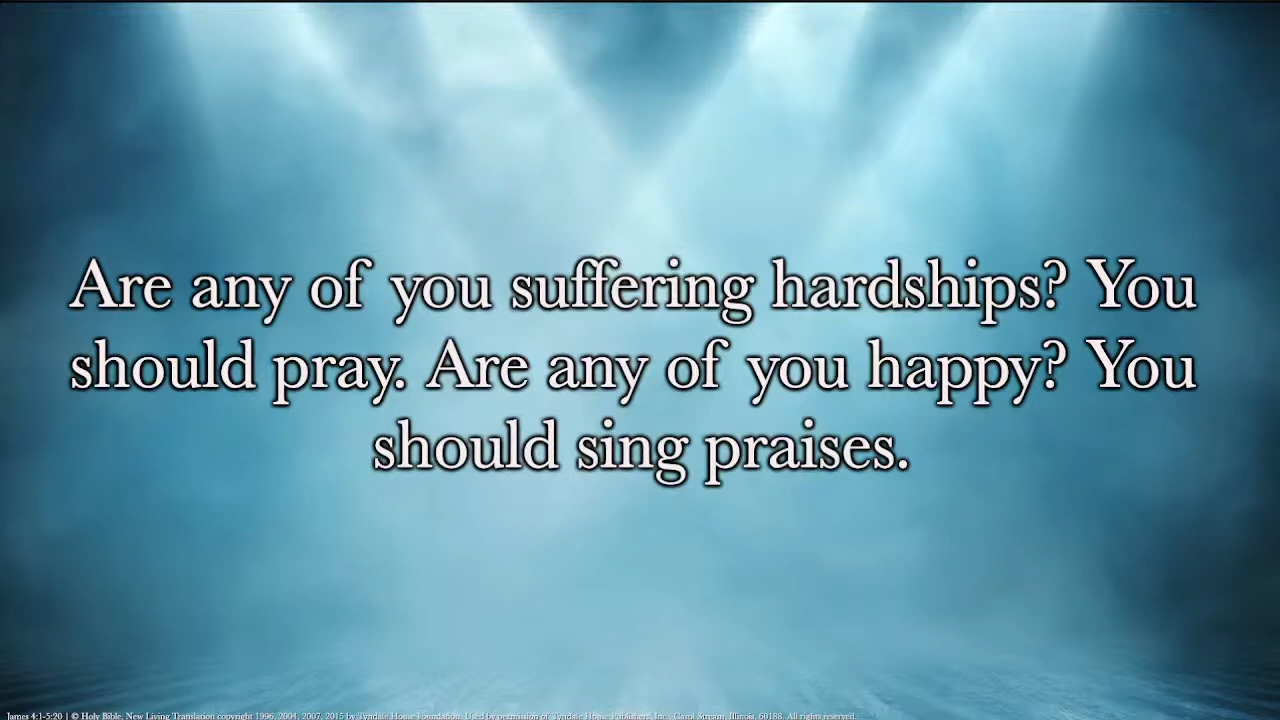 Are any of you suffering hardships? You
should pray. Are any of you happy? You
should sing praises.
James 4:1-5:20 | © Holy Bible, New Living Translation copyright 1996, 2004, 2007, 2015 by Tyndale House Foundation. Used by permission of Tyndale House Publishers, Inc., Carol Stream, Illinois, 60188. All rights reserved.